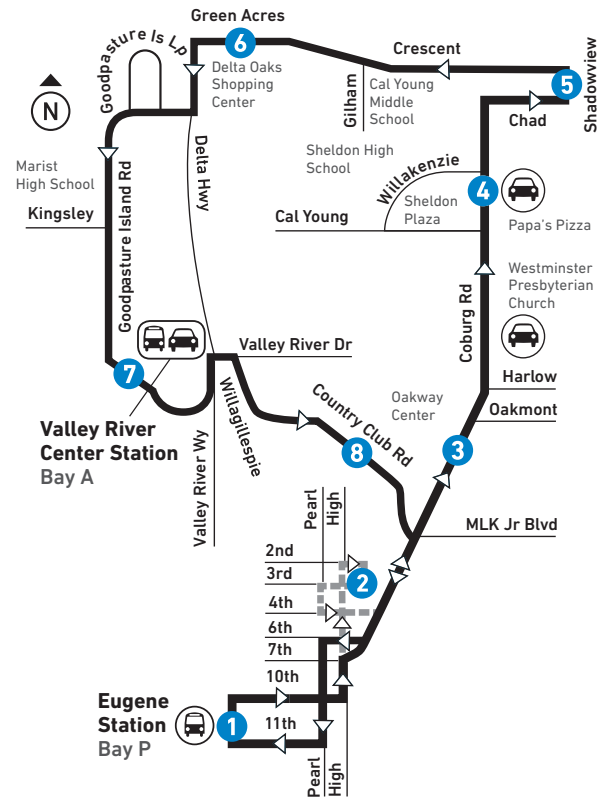 Green Acres
6
Goodpasture Is Lp
Crescent
Delta Oaks
Shopping
Center
N
Gilham
Cal Young
Middle
School
5
Shadowview
Chad
Sheldon High
School
Marist
High School
Delta Hwy
Willakenzie
4
Kingsley
Sheldon
Plaza
Cal Young
Papa's Pizza
Goodpasture Island Rd
Westminster
Presbyterian
Church
Coburg Rd
Valley River Dr
7
Harlow
Willagillespie
Country Club Rd
Oakway
Center
Oakmont
Valley River
Center Station
Bay A
8
3
Valley River Wy
Pearl
High
MLK Jr Blvd
2nd
3rd
2
4th
6th
7th
10th
Eugene
Station
Bay P
1
11th
Pearl
High